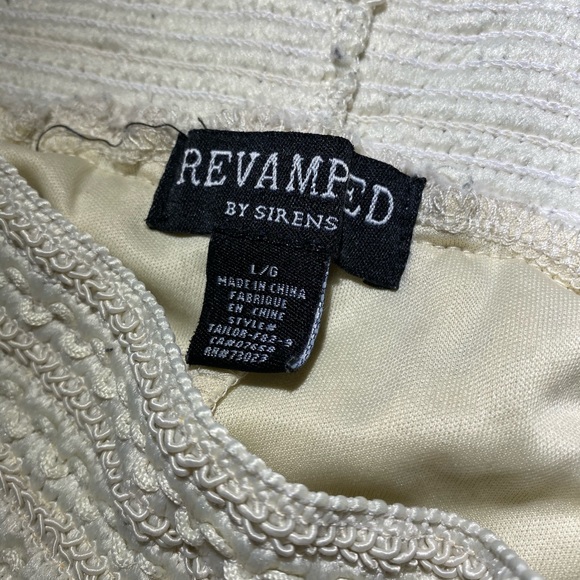 REVAMPED
BY SIRENS
L/G
MADE IN CHINA
FABRIQUE
EN CHINE
STYLE#
TAILOR-F82-9
CA#07658
RN#73023